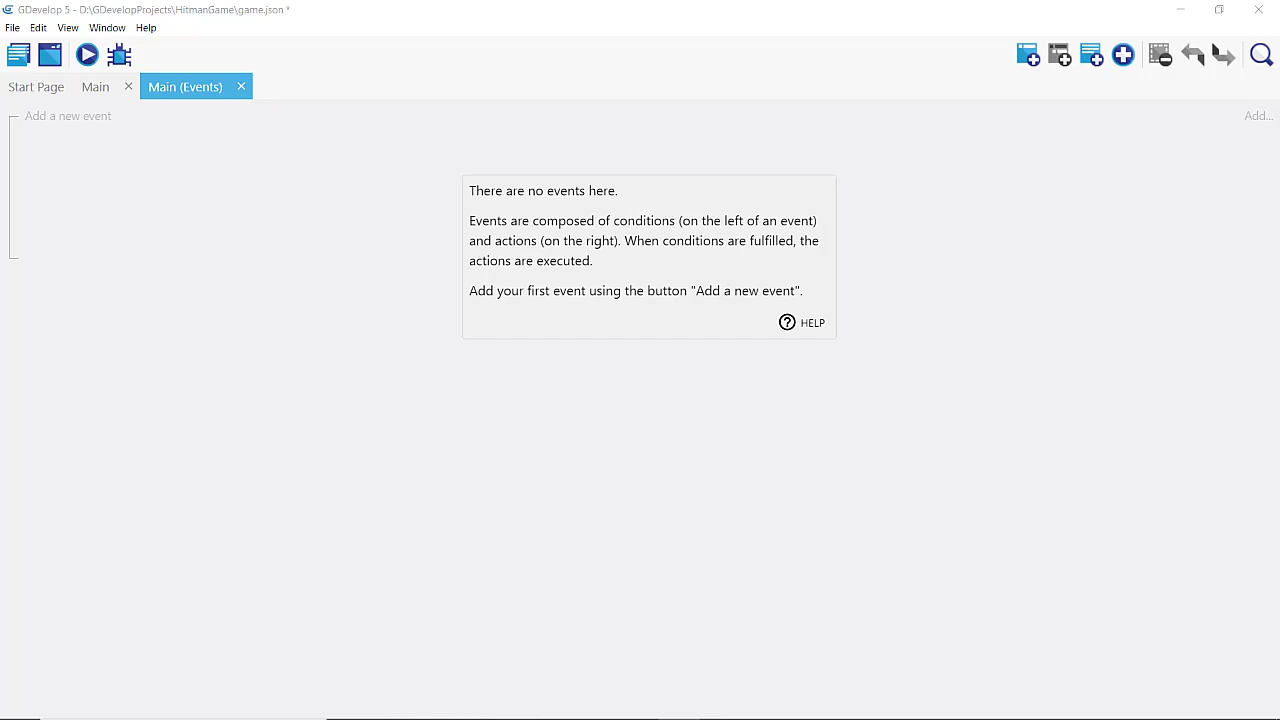 GDevelop 5 - D:\GDevelopProjects\HitmanGame\game.json *
File Edit View Window Help
Start Page Main Main (Events)
Add a new event Add...
There are no events here.
Events are composed of conditions (on the left of an event)
and actions (on the right). When conditions are fulfilled, the
actions are executed.
Add your first event using the button "Add a new event".
HELP